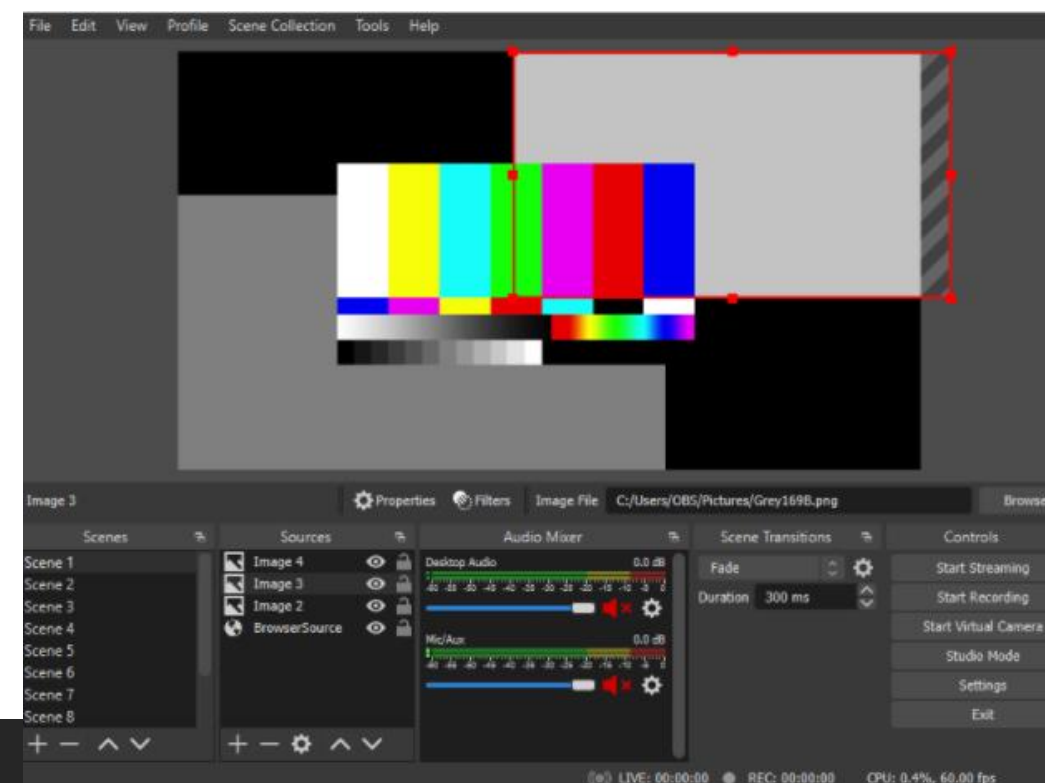 File Edit View Profile Scene Collection Tools Help
Image 3 Properties Filters Image File C:/Users/OBS/Pictures/Grey169B.png Browse
Scenes Sources Audio Mixer Scene Transitions Controls
Scene 1
Scene 2
Scene 3
Scene 4
Scene 5
Scene 6
Scene 7
Scene 8
Image 4
Image 3
Image 2
BrowserSource
Desktop Audio 0.0 dB
Mic/Aux 0.0 dB
Fade
Duration 300 ms
Start Streaming
Start Recording
Start Virtual Camera
Studio Mode
Settings
Exit
LIVE: 00:00:00 REC: 00:00:00 CPU: 0.4%, 60.00 fps